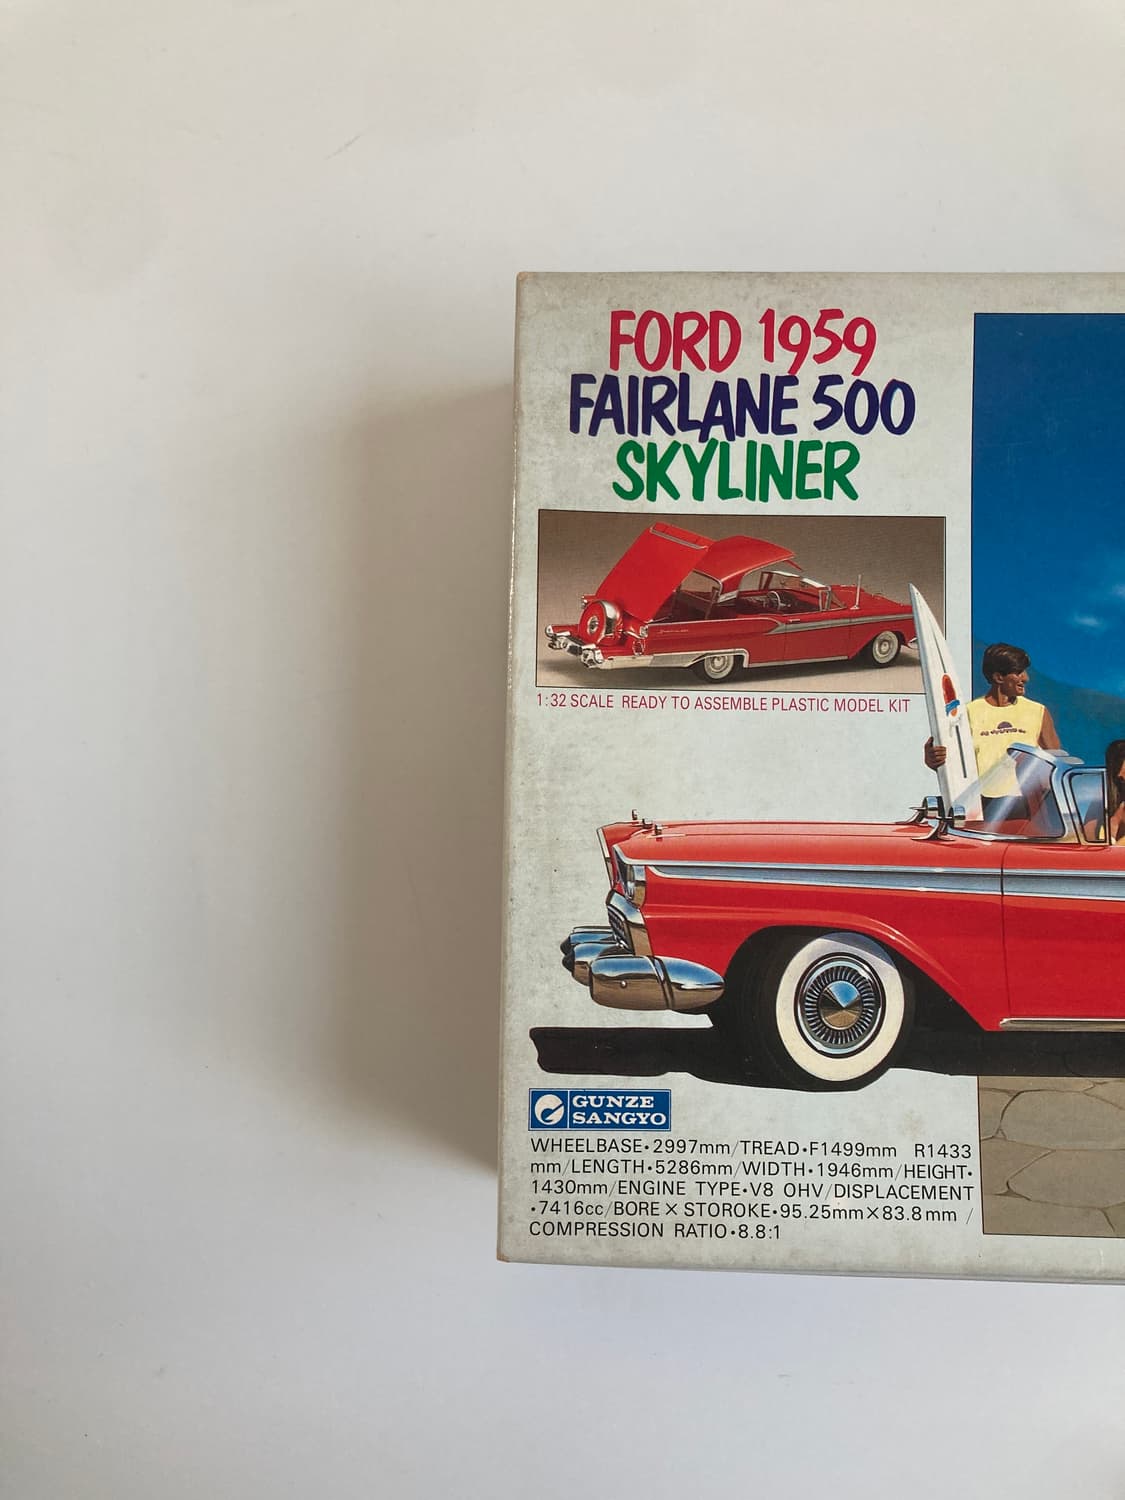 FORD 1959
FAIRLANE 500
SKYLINER
1:32 SCALE READY TO ASSEMBLE PLASTIC MODEL KIT
GUNZE
SANGYO
WHEELBASE•2997mm/TREAD•F1499mm R1433
mm/LENGTH•5286mm/WIDTH•1946mm/HEIGHT•
1430mm/ENGINE TYPE•V8 OHV/DISPLACEMENT
•7416cc/BORE×STOROKE•95.25mm×83.8mm/
COMPRESSION RATIO•8.8:1